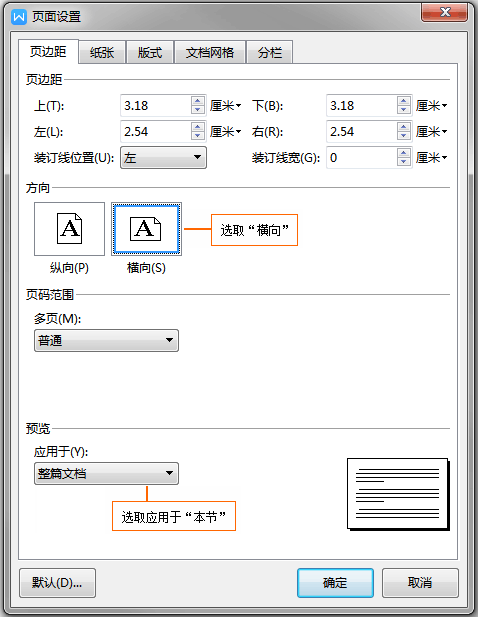 页面设置
页边距 纸张 版式 文档网格 分栏
页边距
上(T): 3.18 厘米 下(B): 3.18 厘米
左(L): 2.54 厘米 右(R): 2.54 厘米
装订线位置(U): 左 装订线宽(G): 0 厘米
方向
A A
选取“横向”
纵向(P) 横向(S)
页码范围
多页(M):
普通
预览
应用于(Y):
整篇文档
选取应用于“本节”
默认(D)... 确定 取消